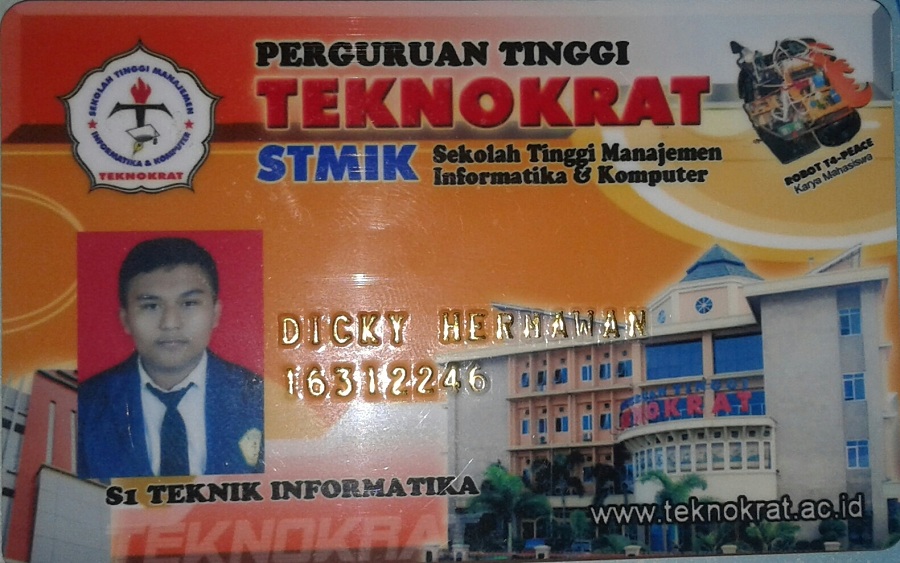 PERGURUAN TINGGI
TEKNOKRAT
STMIK Sekolah Tinggi Manajemen
Informatika & Komputer
SEKOLAH TINGGI MANAJEMEN
INFORMATIKA & KOMPUTER
TEKNOKRAT
ROBOT T4-PEACE
Karya Mahasiswa
DICKY HERMAWAN
16312246
S1 TEKNIK INFORMATIKA
www.teknokrat.ac.id
TEKNOKRA